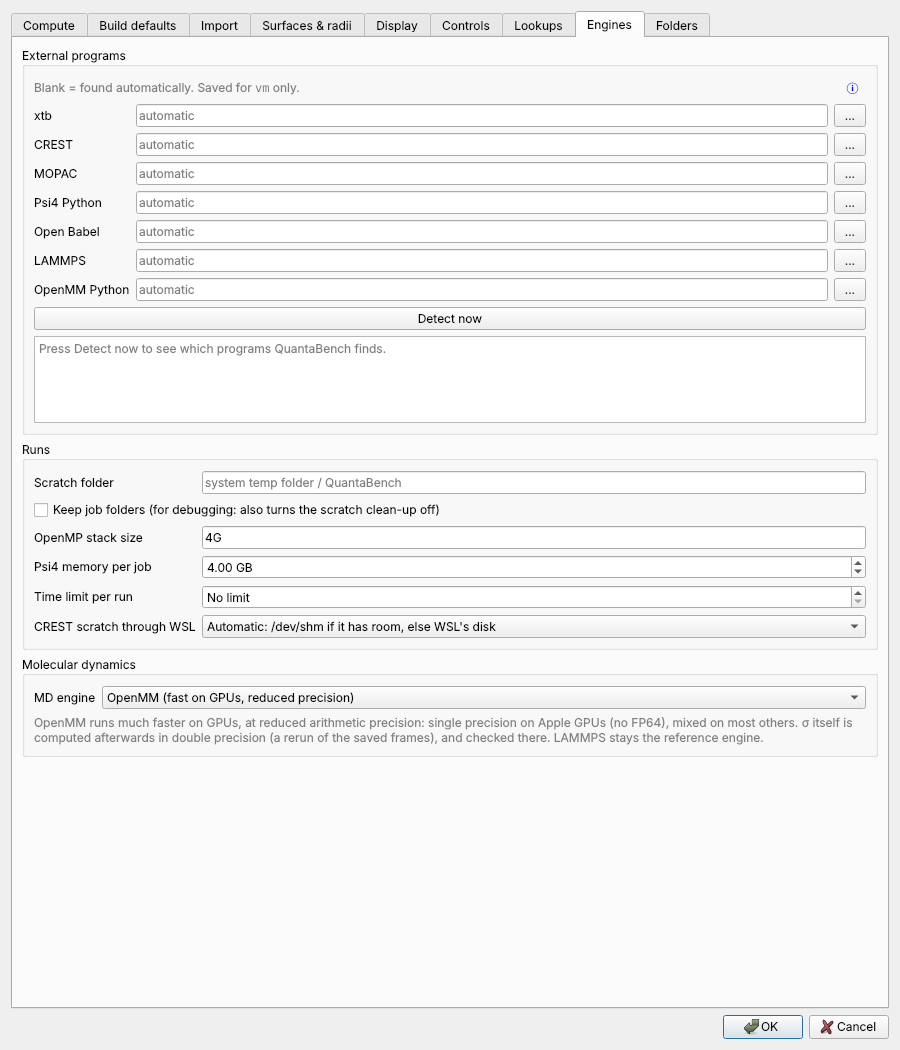 Compute
Build defaults
Import
Surfaces & radii
Display
Controls
Lookups
Engines
Folders
External programs
Blank = found automatically. Saved for vm only.
xtb
automatic
...
CREST
automatic
...
MOPAC
automatic
...
Psi4 Python
automatic
...
Open Babel
automatic
...
LAMMPS
automatic
...
OpenMM Python
automatic
...
Detect now
Press Detect now to see which programs QuantaBench finds.
Runs
Scratch folder
system temp folder / QuantaBench
Keep job folders (for debugging: also turns the scratch clean-up off)
OpenMP stack size
4G
Psi4 memory per job
4.00 GB
Time limit per run
No limit
CREST scratch through WSL
Automatic: /dev/shm if it has room, else WSL's disk
Molecular dynamics
MD engine
OpenMM (fast on GPUs, reduced precision)
OpenMM runs much faster on GPUs, at reduced arithmetic precision: single precision on Apple GPUs (no FP64), mixed on most others. σ itself is
computed afterwards in double precision (a rerun of the saved frames), and checked there. LAMMPS stays the reference engine.
OK
Cancel